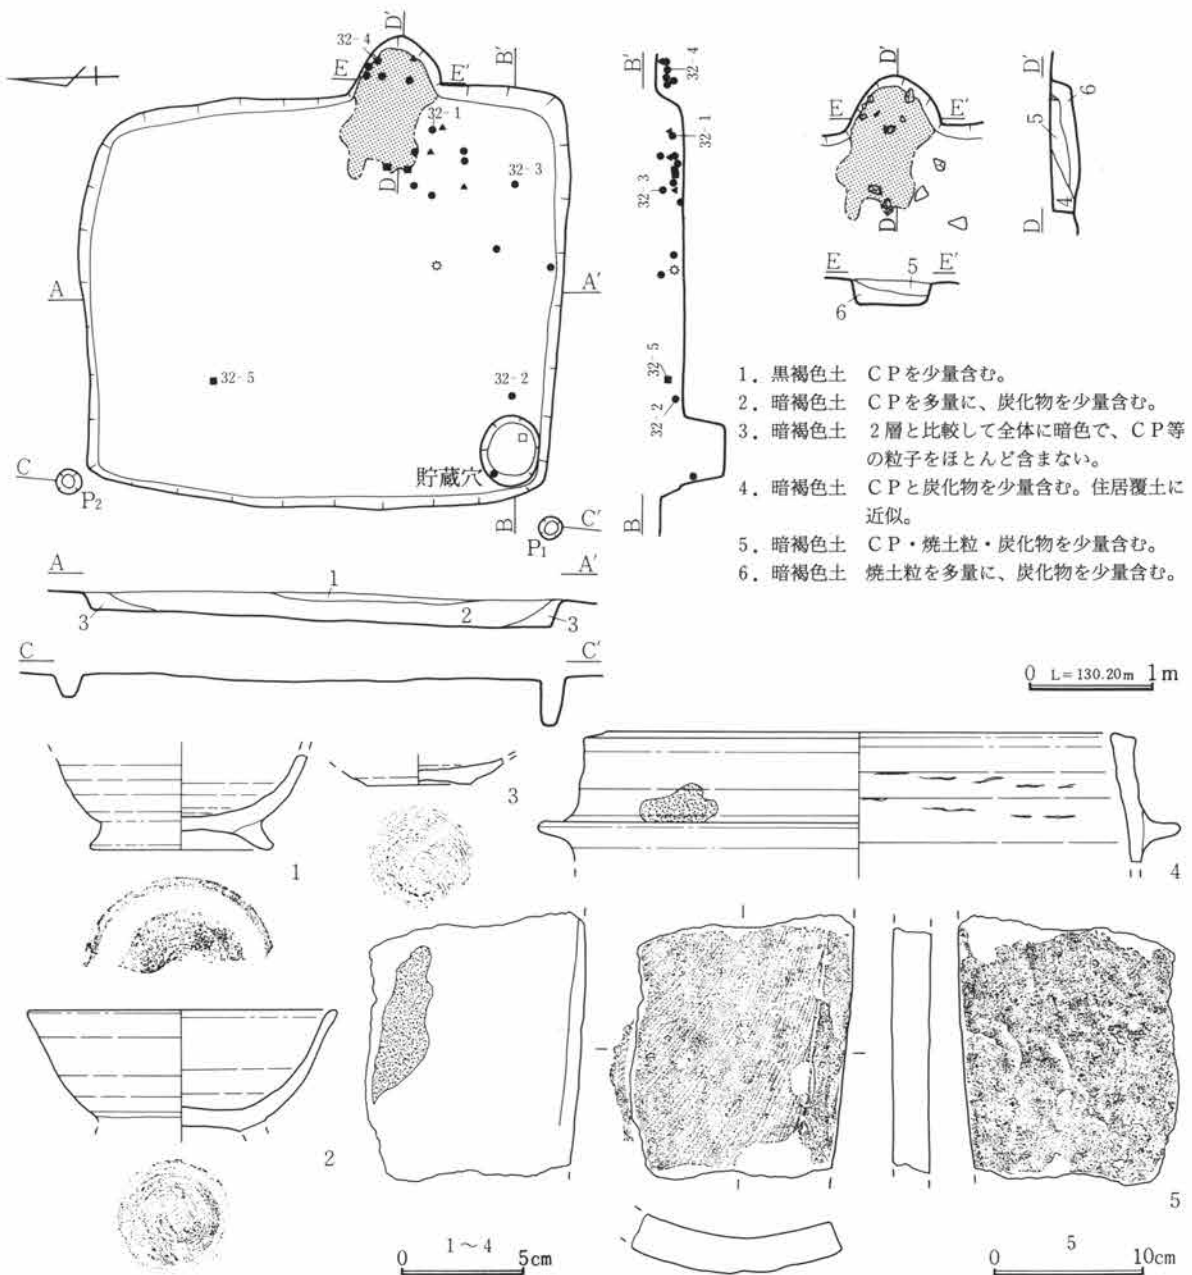 D'
32-4
E
E'
B'
32-1
32-3
D
A
A'
32-5
32-2
C
P2
貯蔵穴
B
P1
C'
B'
32-4
32-1
32-3
32-5
32-2
B
D'
E
E'
D
E
5
E'
6
D'
6
5
4
D
1. 黒褐色土 CPを少量含む。
2. 暗褐色土 CPを多量に、炭化物を少量含む。
3. 暗褐色土 2層と比較して全体に暗色で、CP等
の粒子をほとんど含まない。
4. 暗褐色土 CPと炭化物を少量含む。住居覆土に
近似。
5. 暗褐色土 CP・焼土粒・炭化物を少量含む。
6. 暗褐色土 焼土粒を多量に、炭化物を少量含む。
A
1
A'
3
2
3
C
C'
0 L=130.20m 1m
1
3
4
2
5
0 1～4 5cm
0 5 10cm